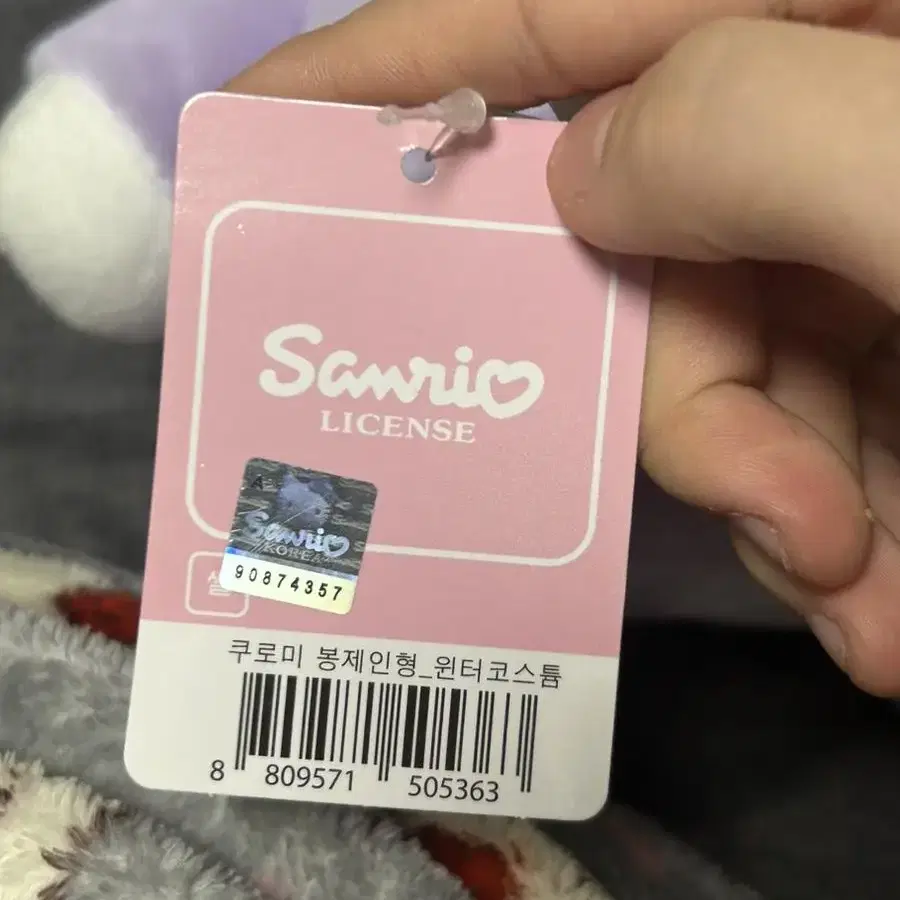 Sanrio
LICENSE
A
Sanrio
KOREA
90874357
쿠로미 봉제인형_윈터코스튬
8 809571 505363